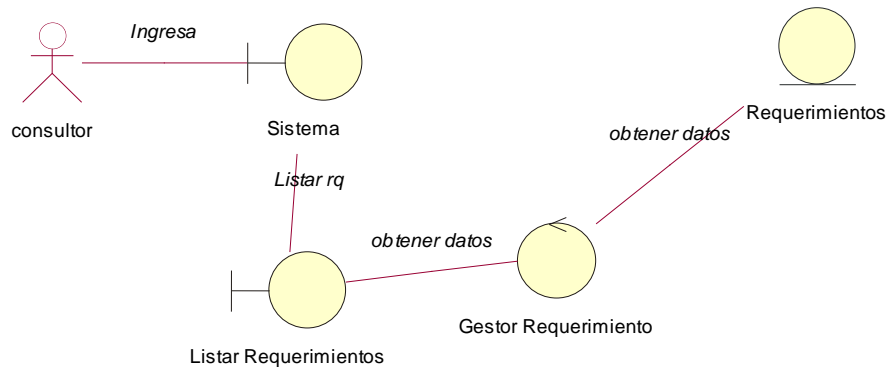 Ingresa
consultor
Sistema
Requerimientos
obtener datos
Listar rq
obtener datos
Gestor Requerimiento
Listar Requerimientos